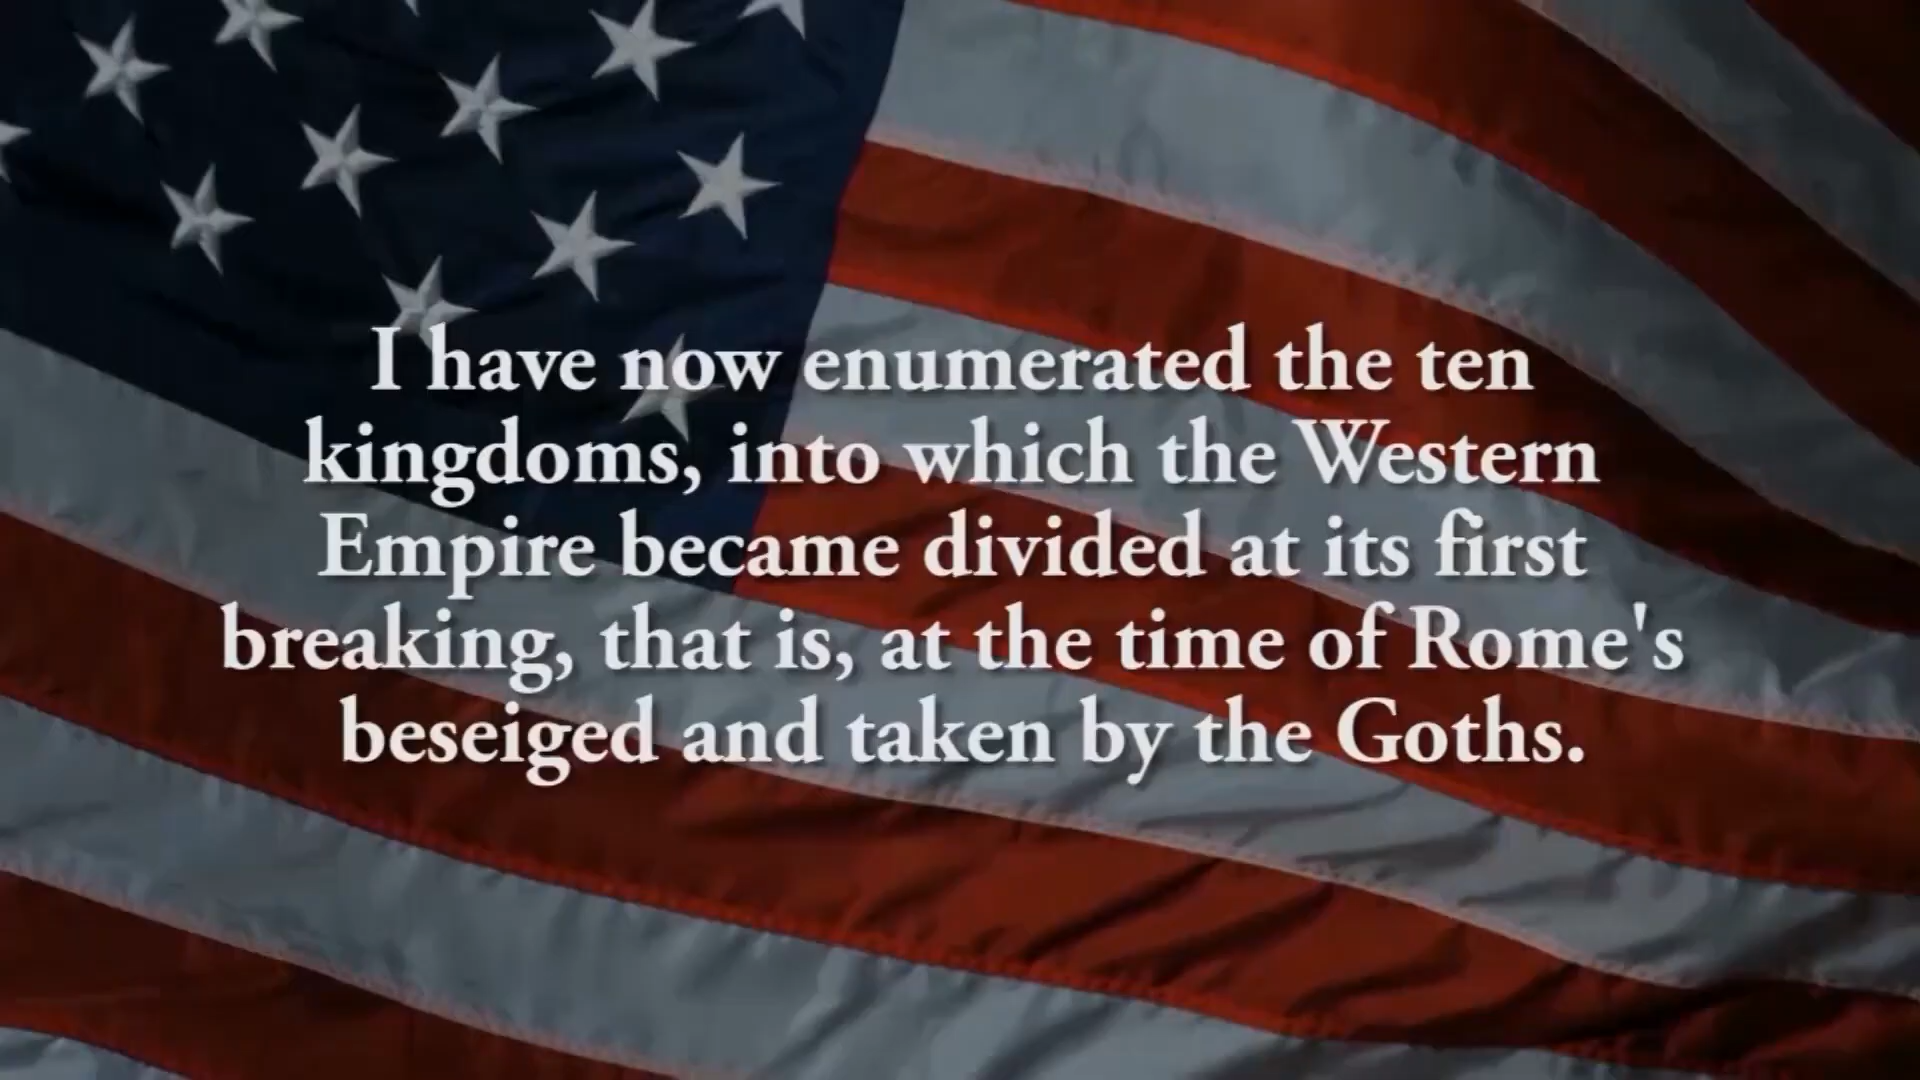 I have now enumerated the ten
kingdoms, into which the Western
Empire became divided at its first
breaking, that is, at the time of Rome's
beseiged and taken by the Goths.